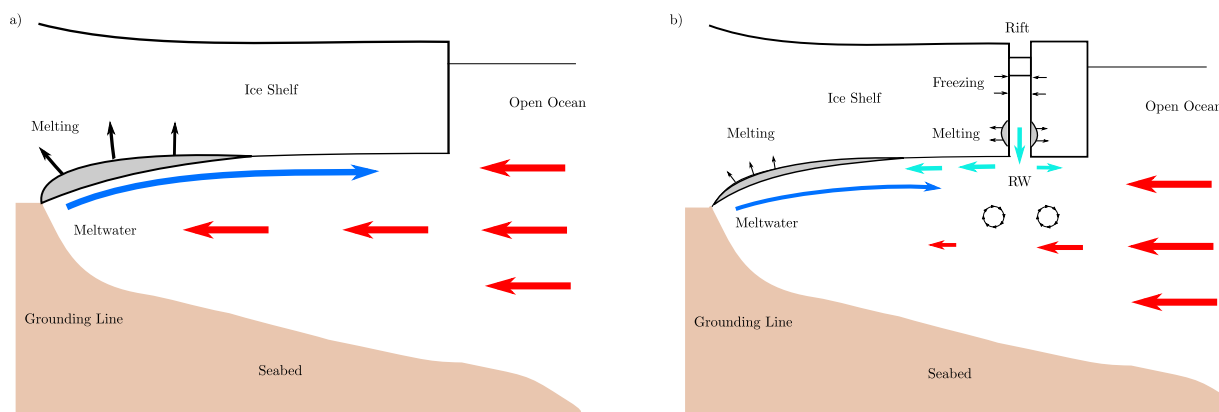 a)
Ice Shelf
Open Ocean
Melting
Meltwater
Grounding Line
Seabed
b)
Rift
Freezing
Ice Shelf
Open Ocean
Melting
Melting
RW
Meltwater
Grounding Line
Seabed